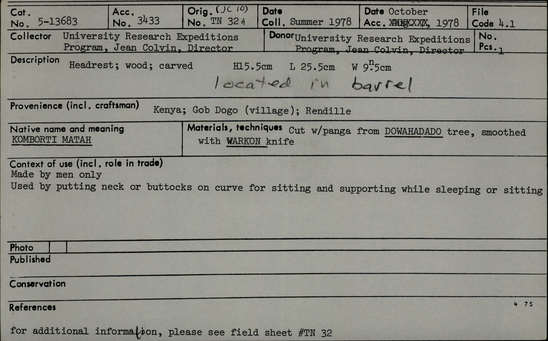 Cat. Acc. Orig. (JC 10) Date Date October File
No. 5-13683 No. 3433 No. TN 32 Coll. Summer 1978 Acc. , 1978 Code 4.1
Collector University Research Expeditions Donor University Research Expeditions No.
Program, Jean Colvin, Director Program, Jean Colvin, Director Pcs. 1
Description Headrest; wood; carved H15.5cm L 25.5cm W 9.5cm
located in barrel
Provenience (incl. craftsman) Kenya; Gob Dogo (village); Rendille
Native name and meaning Materials, techniques Cut w/panga from DOWAHADADO tree, smoothed
KOMBORTI MATAH with WARKON knife
Context of use (incl. role in trade)
Made by men only
Used by putting neck or buttocks on curve for sitting and supporting while sleeping or sitting
Photo
Published
Conservation
References 4 75
for additional information, please see field sheet #TN 32